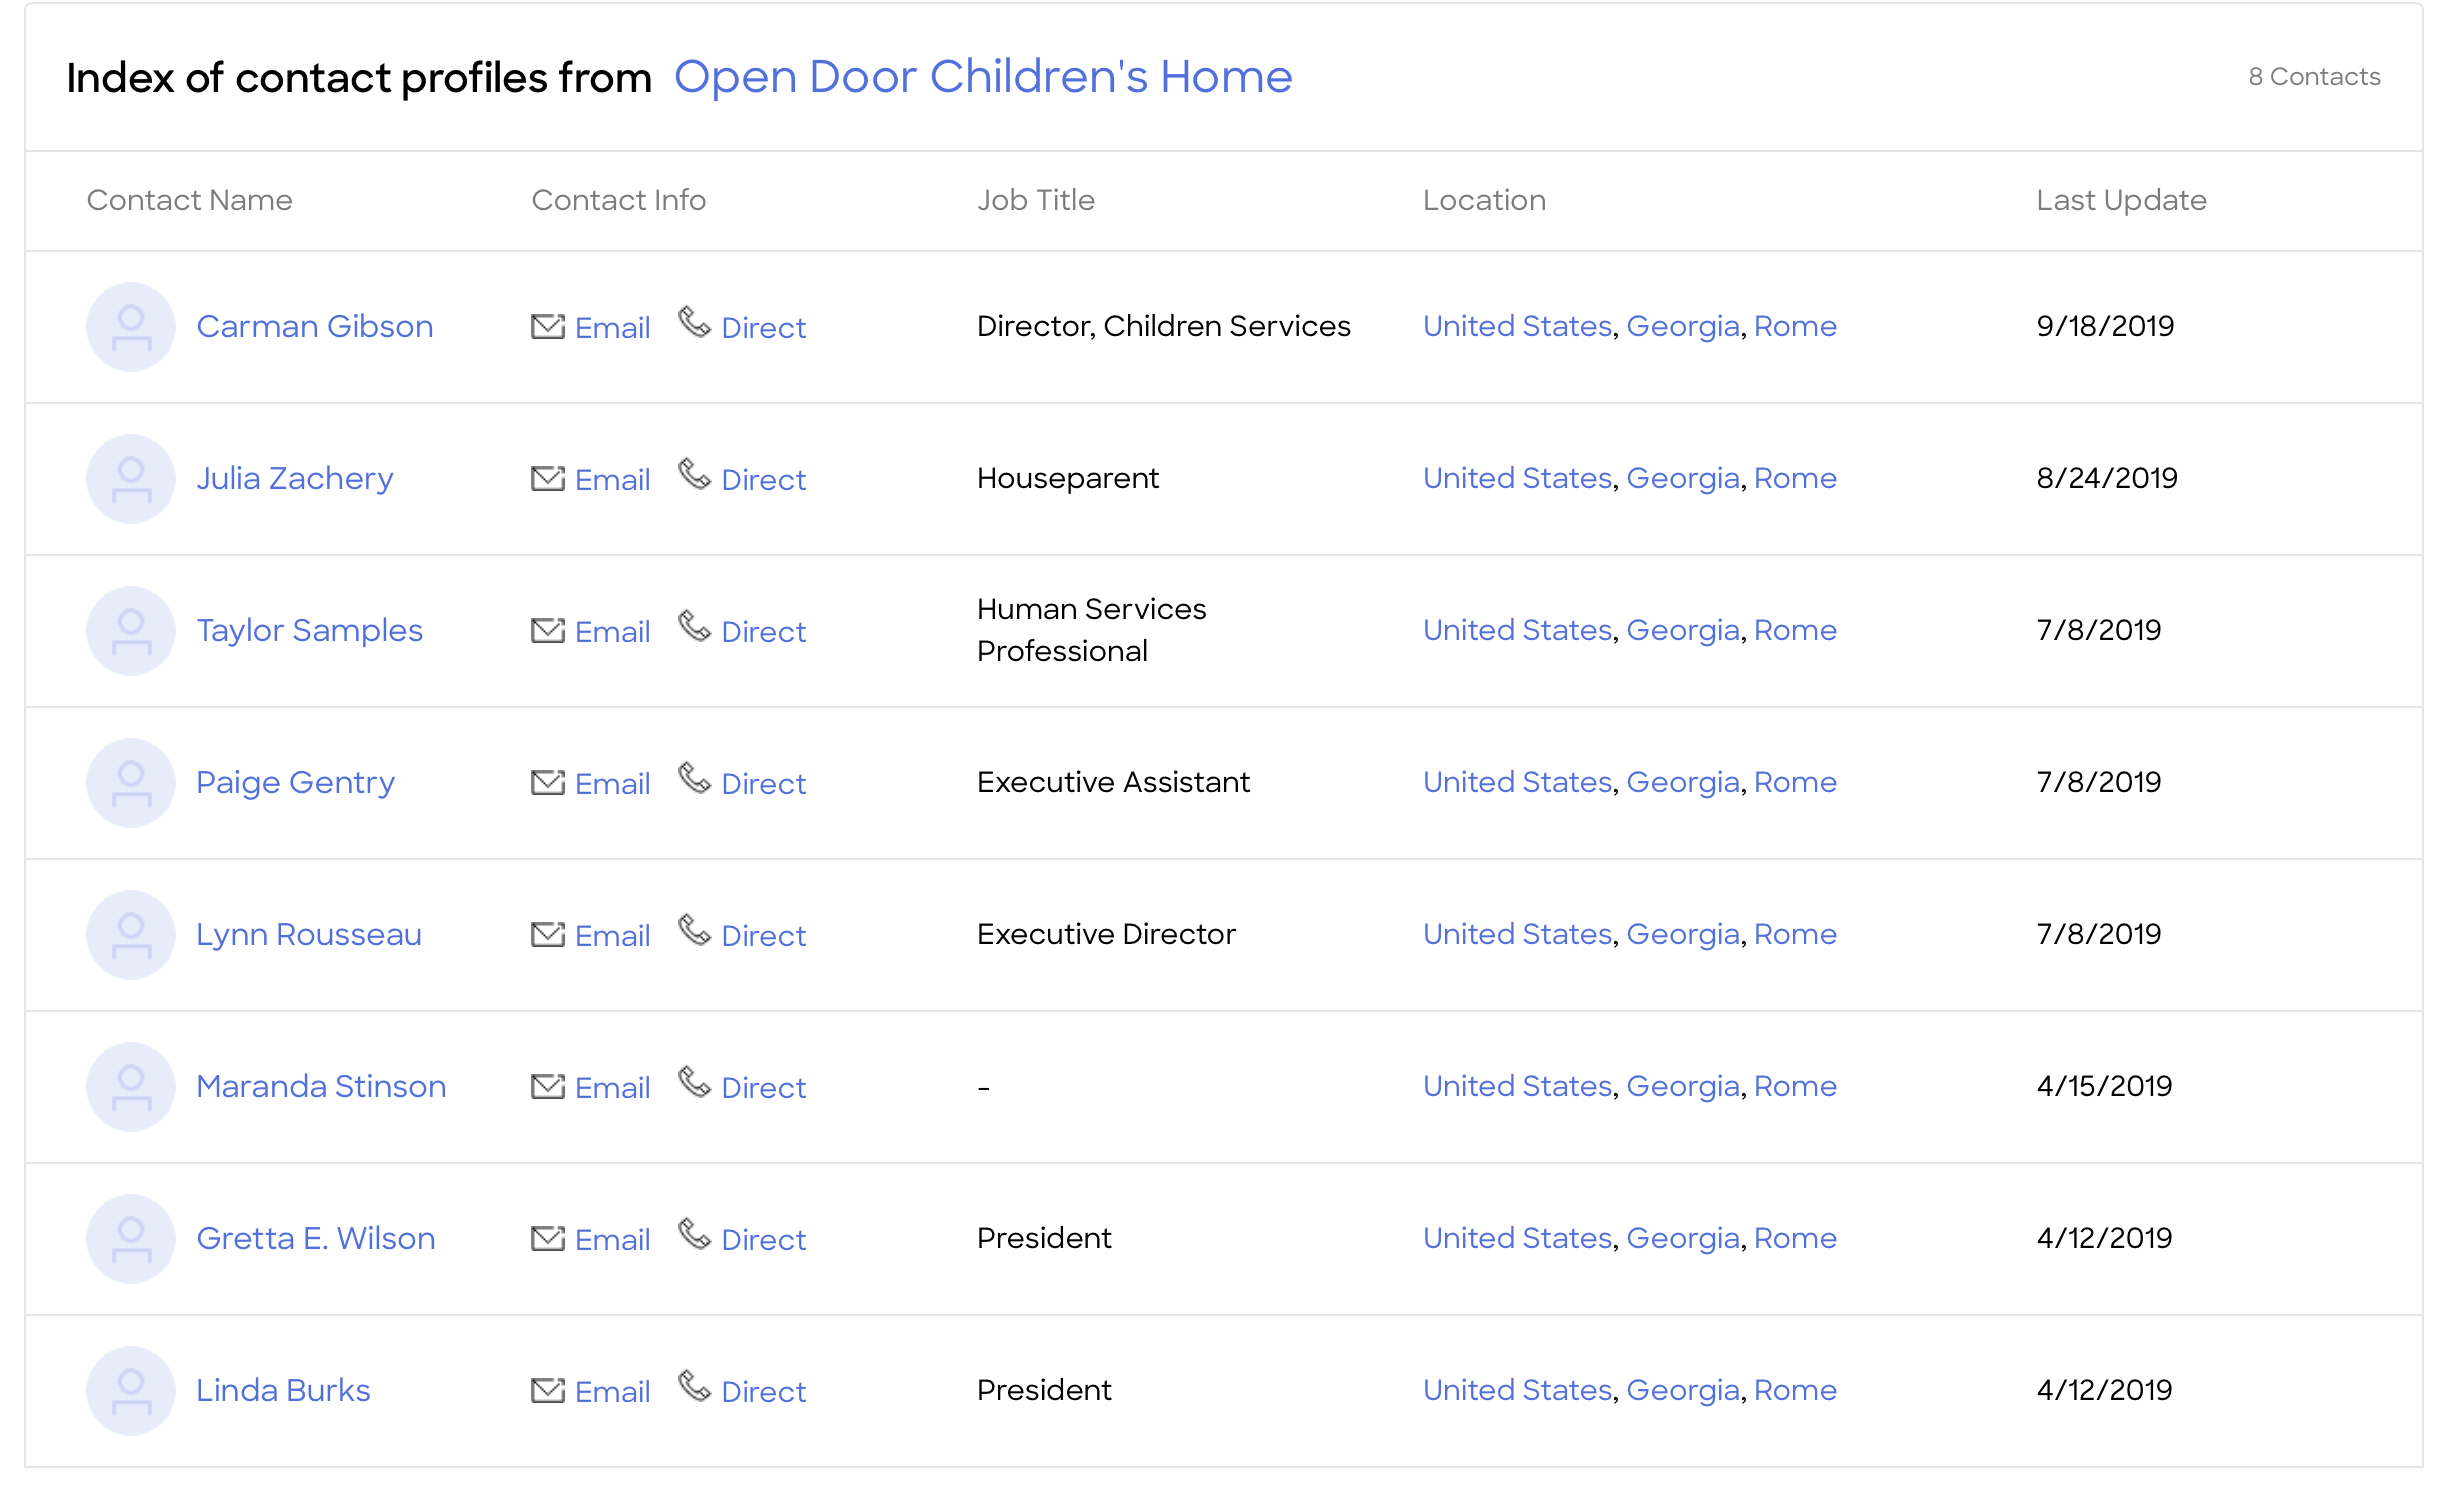 Index of contact profiles from Open Door Children's Home 8 Contacts
Contact Name Contact Info Job Title Location Last Update
Carman Gibson Email Direct Director, Children Services United States, Georgia, Rome 9/18/2019
Julia Zachery Email Direct Houseparent United States, Georgia, Rome 8/24/2019
Taylor Samples Email Direct Human Services
Professional United States, Georgia, Rome 7/8/2019
Paige Gentry Email Direct Executive Assistant United States, Georgia, Rome 7/8/2019
Lynn Rousseau Email Direct Executive Director United States, Georgia, Rome 7/8/2019
Maranda Stinson Email Direct - United States, Georgia, Rome 4/15/2019
Gretta E. Wilson Email Direct President United States, Georgia, Rome 4/12/2019
Linda Burks Email Direct President United States, Georgia, Rome 4/12/2019